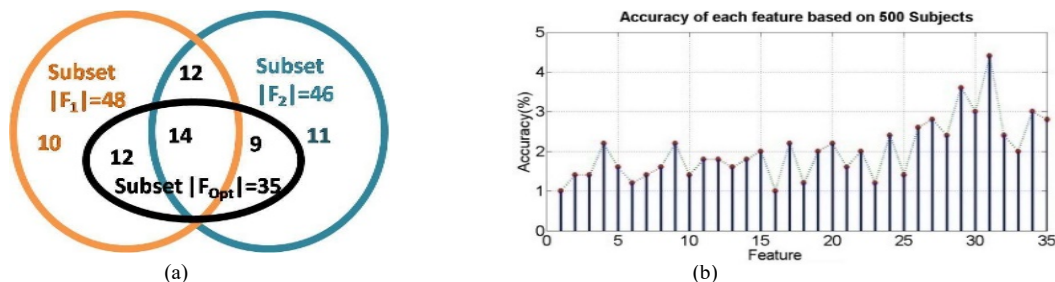 Subset
|F1|=48
12
Subset
|F2|=46
10
12
14
9
11
Subset |FOpt|=35
(a)
Accuracy of each feature based on 500 Subjects
Accuracy(%)
5
4
3
2
1
0
0 5 10 15 20 25 30 35
Feature
(b)